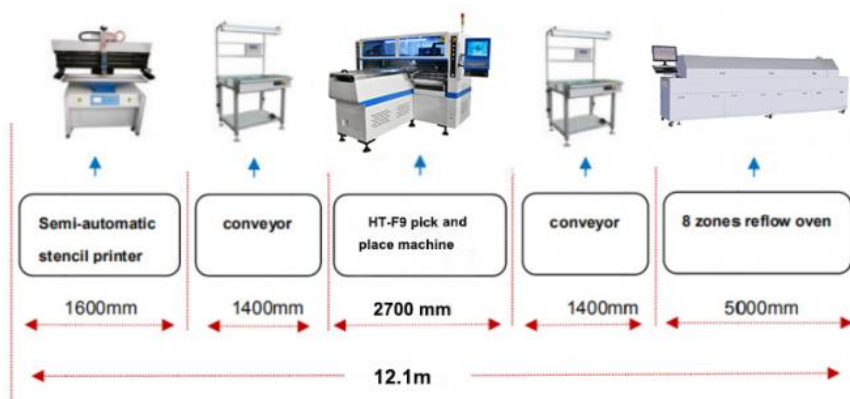 Semi-automatic
stencil printer
conveyor
HT-F9 pick and
place machine
conveyor
8 zones reflow oven
1600mm
1400mm
2700 mm
1400mm
5000mm
12.1m